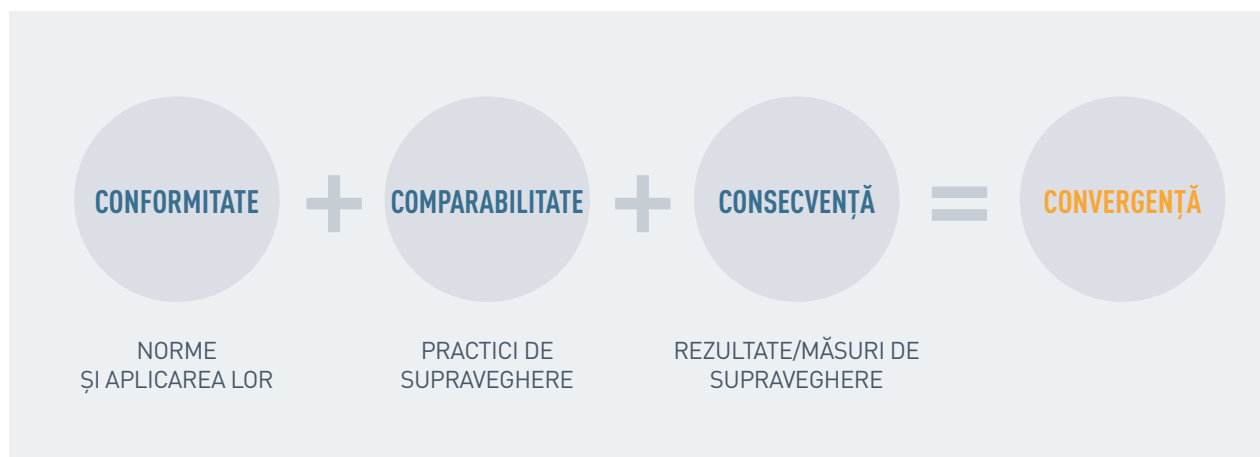 CONFORMITATE + COMPARABILITATE + CONSECVENȚĂ = CONVERGENȚĂ
NORME
ȘI APLICAREA LOR
PRACTICI DE
SUPRAVEGHERE
REZULTATE/MĂSURI DE
SUPRAVEGHERE